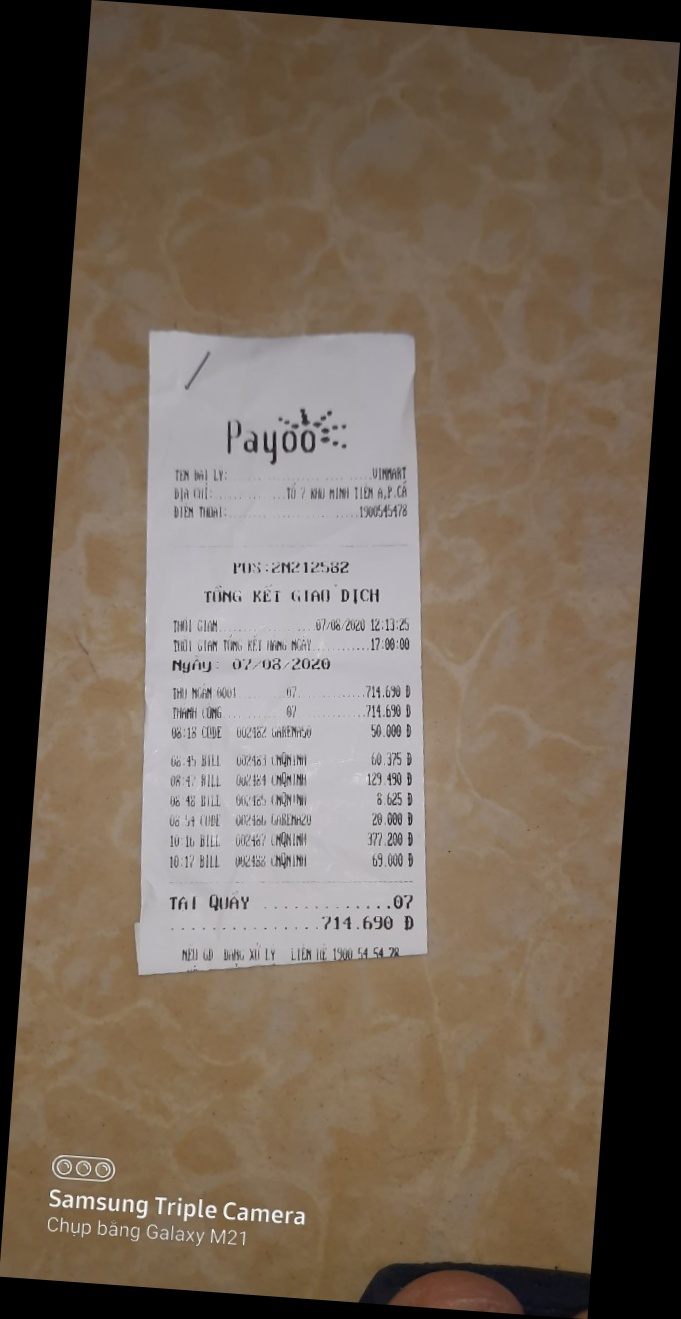 Payoo
TÊN ĐẠI LÝ:...................VINMART
ĐỊA CHỈ:..........TỔ 7 KHU MINH TIẾN A,P.CẨ
ĐIỆN THOẠI:...................1900545478
POS:2N212582
TỔNG KẾT GIAO DỊCH
THỜI GIAN..............07/08/2020 12:13:25
THỜI GIAN TỔNG KẾT HÀNG NGÀY...........17:00:00
Ngày: 07/08/2020
THU NGÂN 0001.........07...........714.690 Đ
THÀNH CÔNG...........07...........714.690 Đ
08:18 CODE 002482 GARENA50 50.000 Đ
08:45 BILL 002483 CNQNINH 60.375 Đ
08:47 BILL 002484 CNQNINH 129.490 Đ
08:48 BILL 002485 CNQNINH 8.625 Đ
08:54 CODE 002486 GARENA20 20.000 Đ
10:16 BILL 002487 CNQNINH 377.200 Đ
10:17 BILL 002488 CNQNINH 69.000 Đ
TẠI QUẦY .............07
...............714.690 Đ
NẾU GD ĐANG XỬ LÝ LIÊN HỆ 1900 54 54 78
Samsung Triple Camera
Chụp bằng Galaxy M21